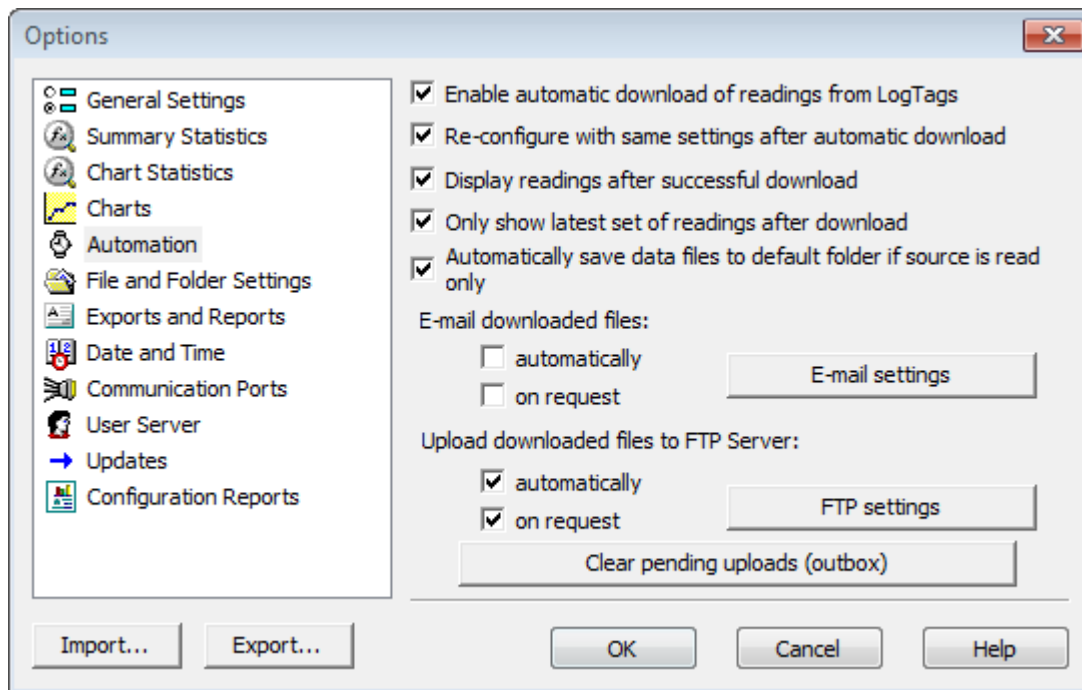 Options
General Settings
Summary Statistics
Chart Statistics
Charts
Automation
File and Folder Settings
Exports and Reports
Date and Time
Communication Ports
User Server
Updates
Configuration Reports
Enable automatic download of readings from LogTags
Re-configure with same settings after automatic download
Display readings after successful download
Only show latest set of readings after download
Automatically save data files to default folder if source is read
only
E-mail downloaded files:
automatically
on request
E-mail settings
Upload downloaded files to FTP Server:
automatically
on request
FTP settings
Clear pending uploads (outbox)
Import...
Export...
OK
Cancel
Help